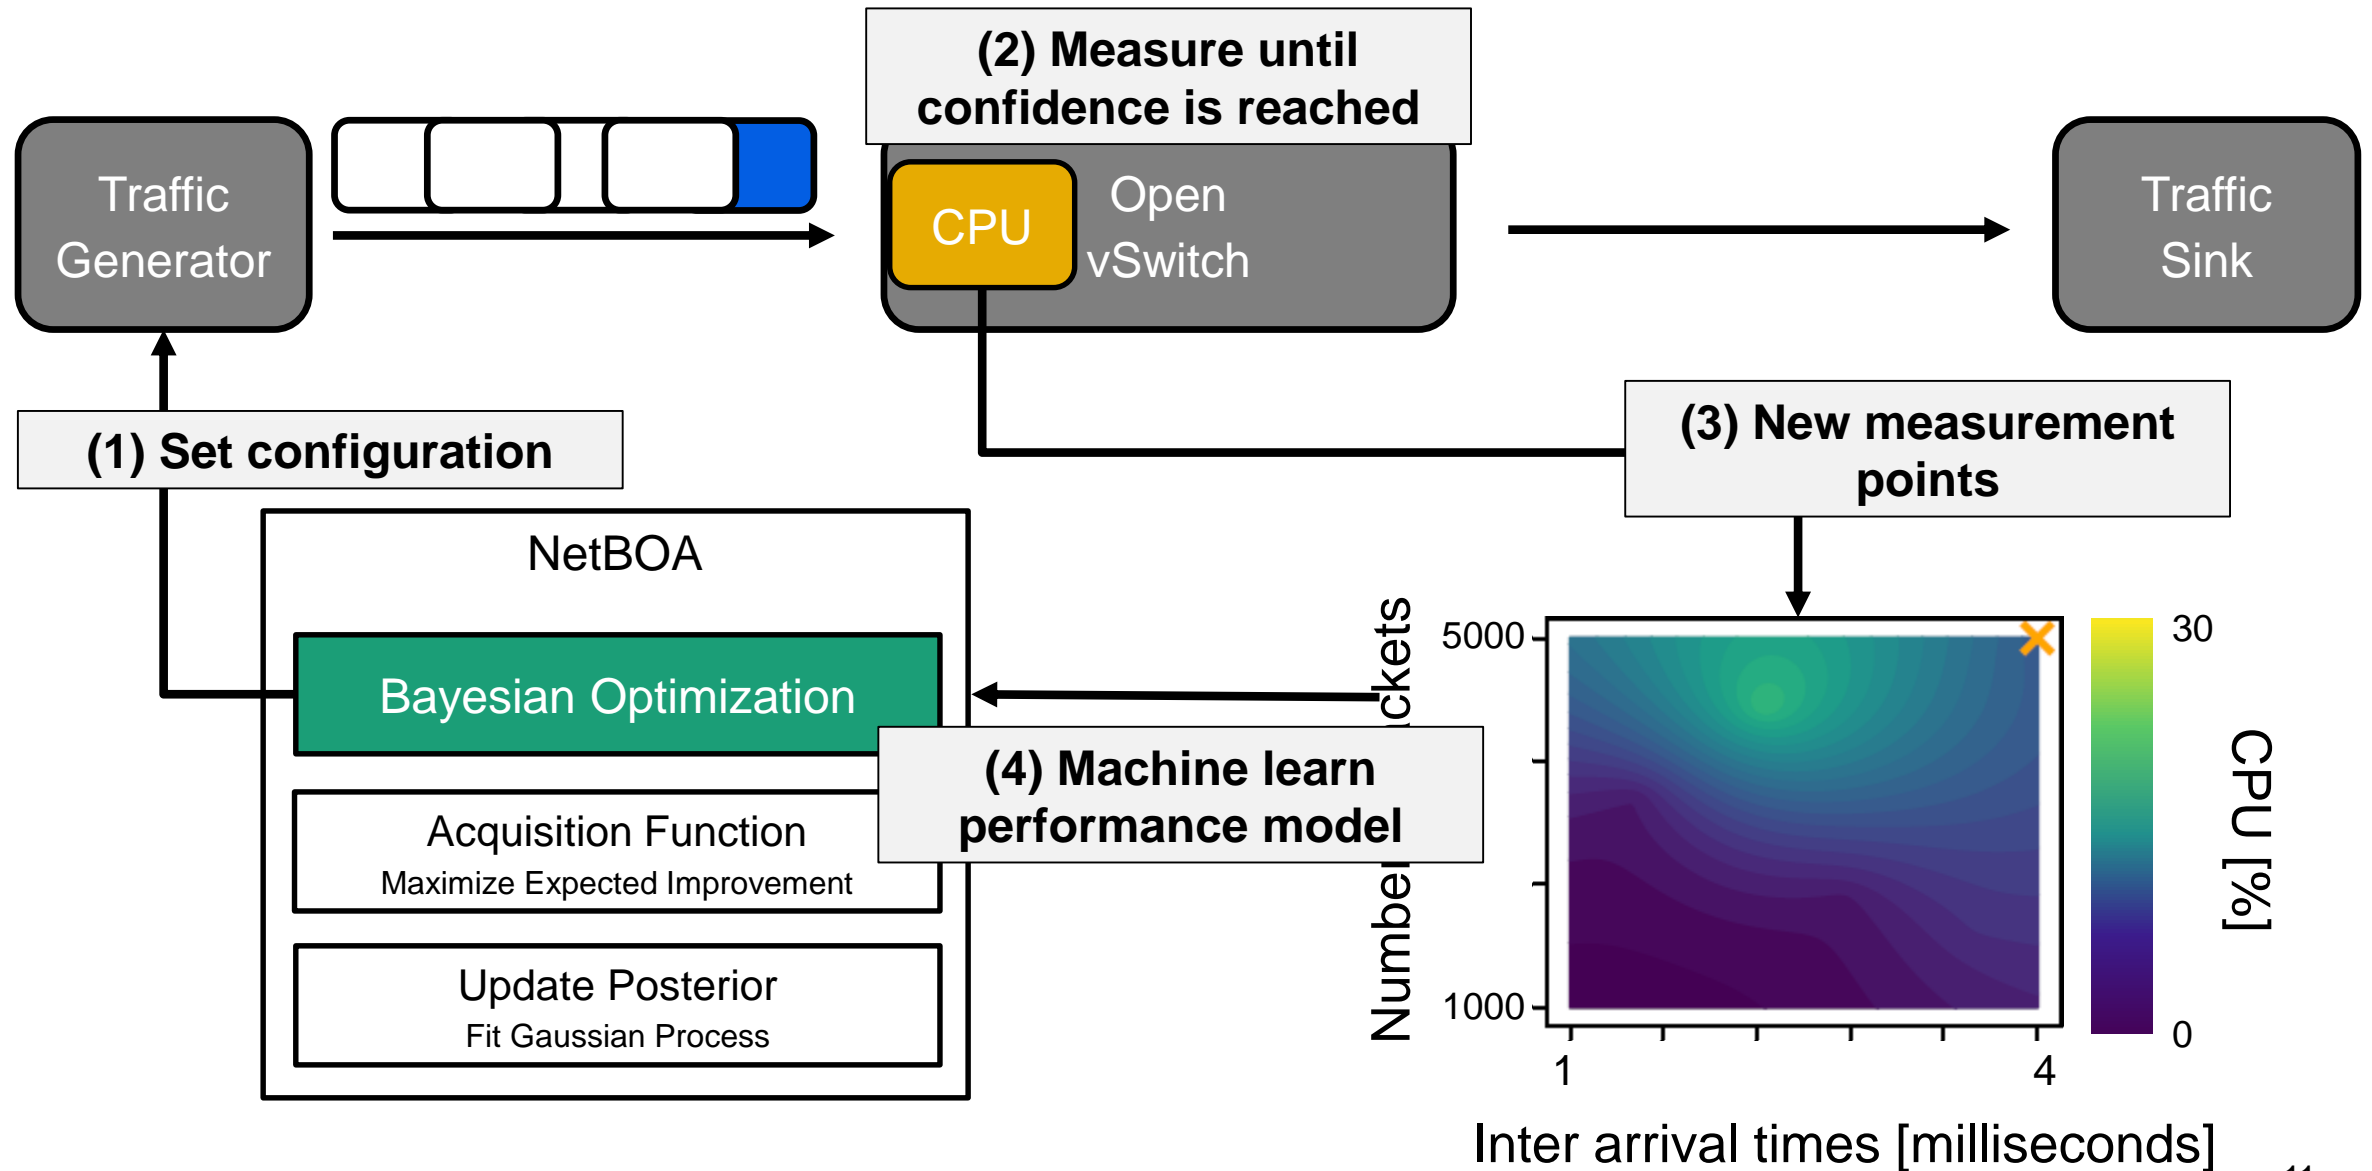 (2) Measure until
confidence is reached
Traffic
Generator
CPU
Open
vSwitch
Traffic
Sink
(1) Set configuration
(3) New measurement
points
NetBOA
Bayesian Optimization
(4) Machine learn
performance model
Acquisition Function
Maximize Expected Improvement
Update Posterior
Fit Gaussian Process
Number
5000
1000
1
4
Inter arrival times [milliseconds]
30
0
CPU [%]